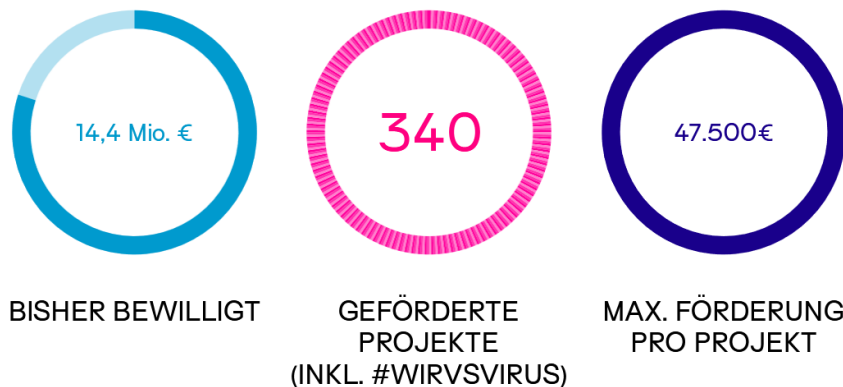 14,4 Mio. €
340
47.500€
BISHER BEWILLIGT
GEFÖRDERTE
PROJEKTE
(INKL. #WIRVSVIRUS)
MAX. FÖRDERUNG
PRO PROJEKT